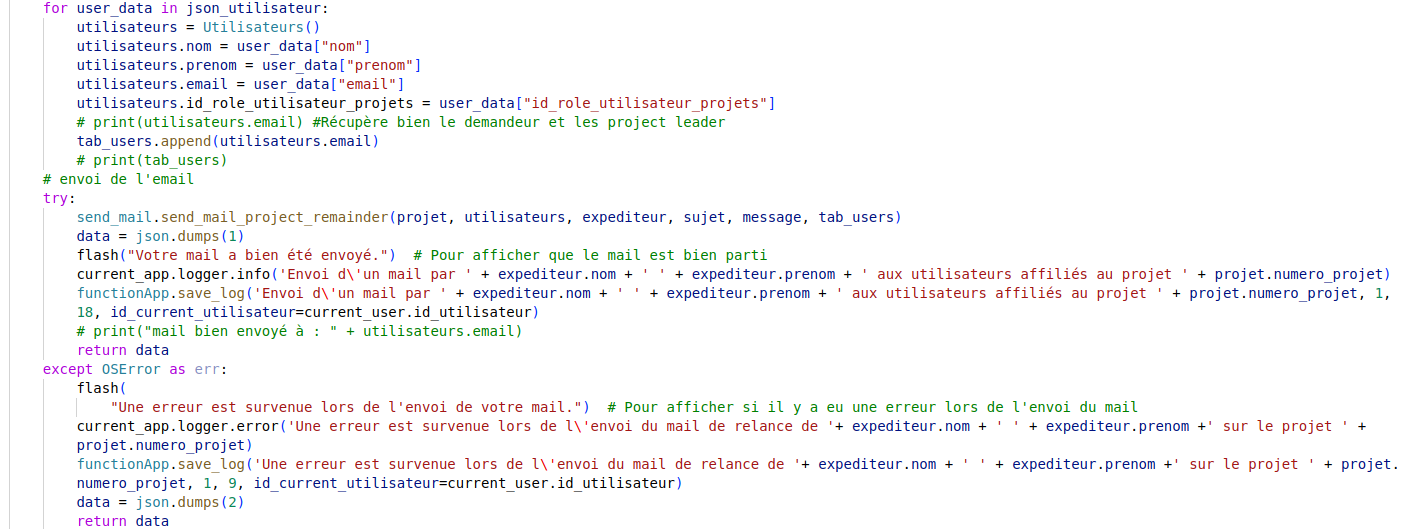 for user_data in json_utilisateur:
utilisateurs = Utilisateurs()
utilisateurs.nom = user_data["nom"]
utilisateurs.prenom = user_data["prenom"]
utilisateurs.email = user_data["email"]
utilisateurs.id_role_utilisateur_projets = user_data["id_role_utilisateur_projets"]
# print(utilisateurs.email) #Récupère bien le demandeur et les project leader
tab_users.append(utilisateurs.email)
# print(tab_users)
# envoi de l'email
try:
send_mail.send_mail_project_remainder(projet, utilisateurs, expediteur, sujet, message, tab_users)
data = json.dumps(1)
flash("Votre mail a bien été envoyé.")  # Pour afficher que le mail est bien parti
current_app.logger.info('Envoi d\'un mail par ' + expediteur.nom + ' ' + expediteur.prenom + ' aux utilisateurs affiliés au projet ' + projet.numero_projet)
functionApp.save_log('Envoi d\'un mail par ' + expediteur.nom + ' ' + expediteur.prenom + ' aux utilisateurs affiliés au projet ' + projet.numero_projet, 1,
18, id_current_utilisateur=current_user.id_utilisateur)
# print("mail bien envoyé à : " + utilisateurs.email)
return data
except OSError as err:
flash(
"Une erreur est survenue lors de l'envoi de votre mail.")  # Pour afficher si il y a eu une erreur lors de l'envoi du mail
current_app.logger.error('Une erreur est survenue lors de l\'envoi du mail de relance de '+ expediteur.nom + ' ' + expediteur.prenom +' sur le projet ' +
projet.numero_projet)
functionApp.save_log('Une erreur est survenue lors de l\'envoi du mail de relance de '+ expediteur.nom + ' ' + expediteur.prenom +' sur le projet ' + projet.
numero_projet, 1, 9, id_current_utilisateur=current_user.id_utilisateur)
data = json.dumps(2)
return data